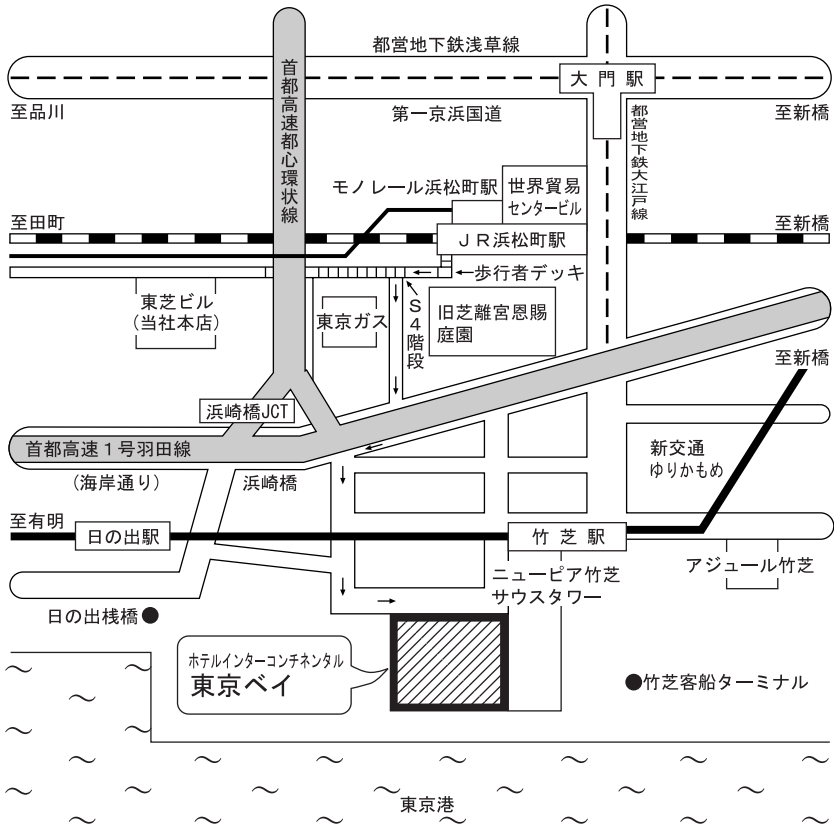 都営地下鉄浅草線
大門駅
首都高速都心環状線
至品川
第一京浜国道
都営地下鉄大江戸線
至新橋
モノレール浜松町駅
世界貿易
センタービル
至田町
JR浜松町駅
至新橋
歩行者デッキ
東芝ビル
(当社本店)
東京ガス
S4階段
旧芝離宮恩賜
庭園
至新橋
浜崎橋JCT
首都高速1号羽田線
(海岸通り)
浜崎橋
新交通
ゆりかもめ
至有明
日の出駅
竹芝駅
ニューピア竹芝
サウスタワー
アジュール竹芝
日の出桟橋
ホテルインターコンチネンタル
東京ベイ
竹芝客船ターミナル
東京港